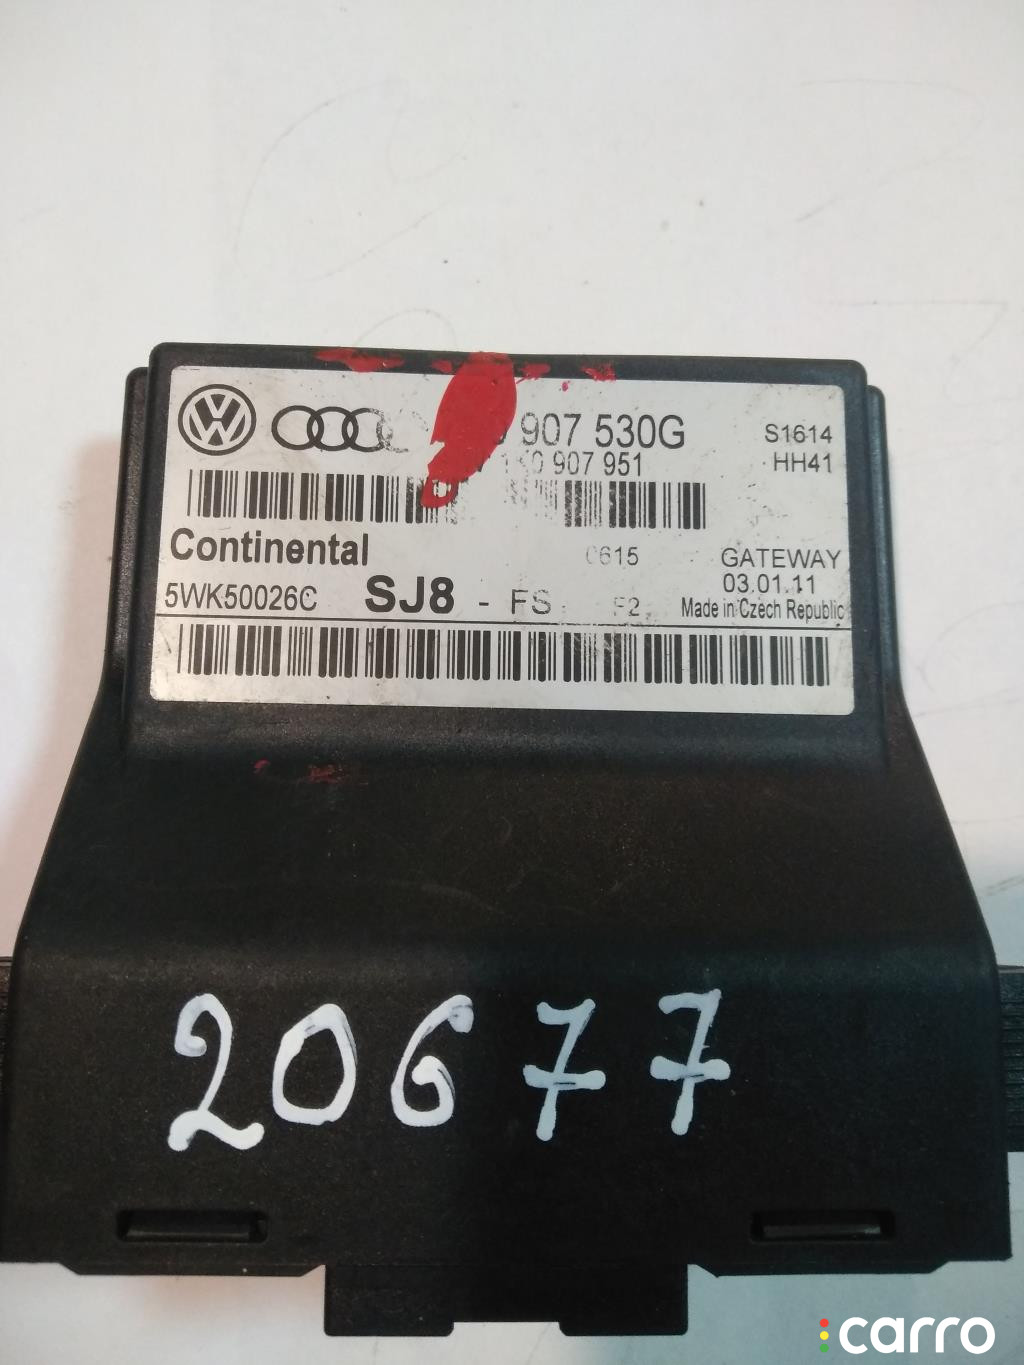 907 530G
S1614
907 951
HH41
Continental
0615
GATEWAY
5WK50026C SJ8 - FS F2
03.01.11
Made in Czech Republic
20677
carro